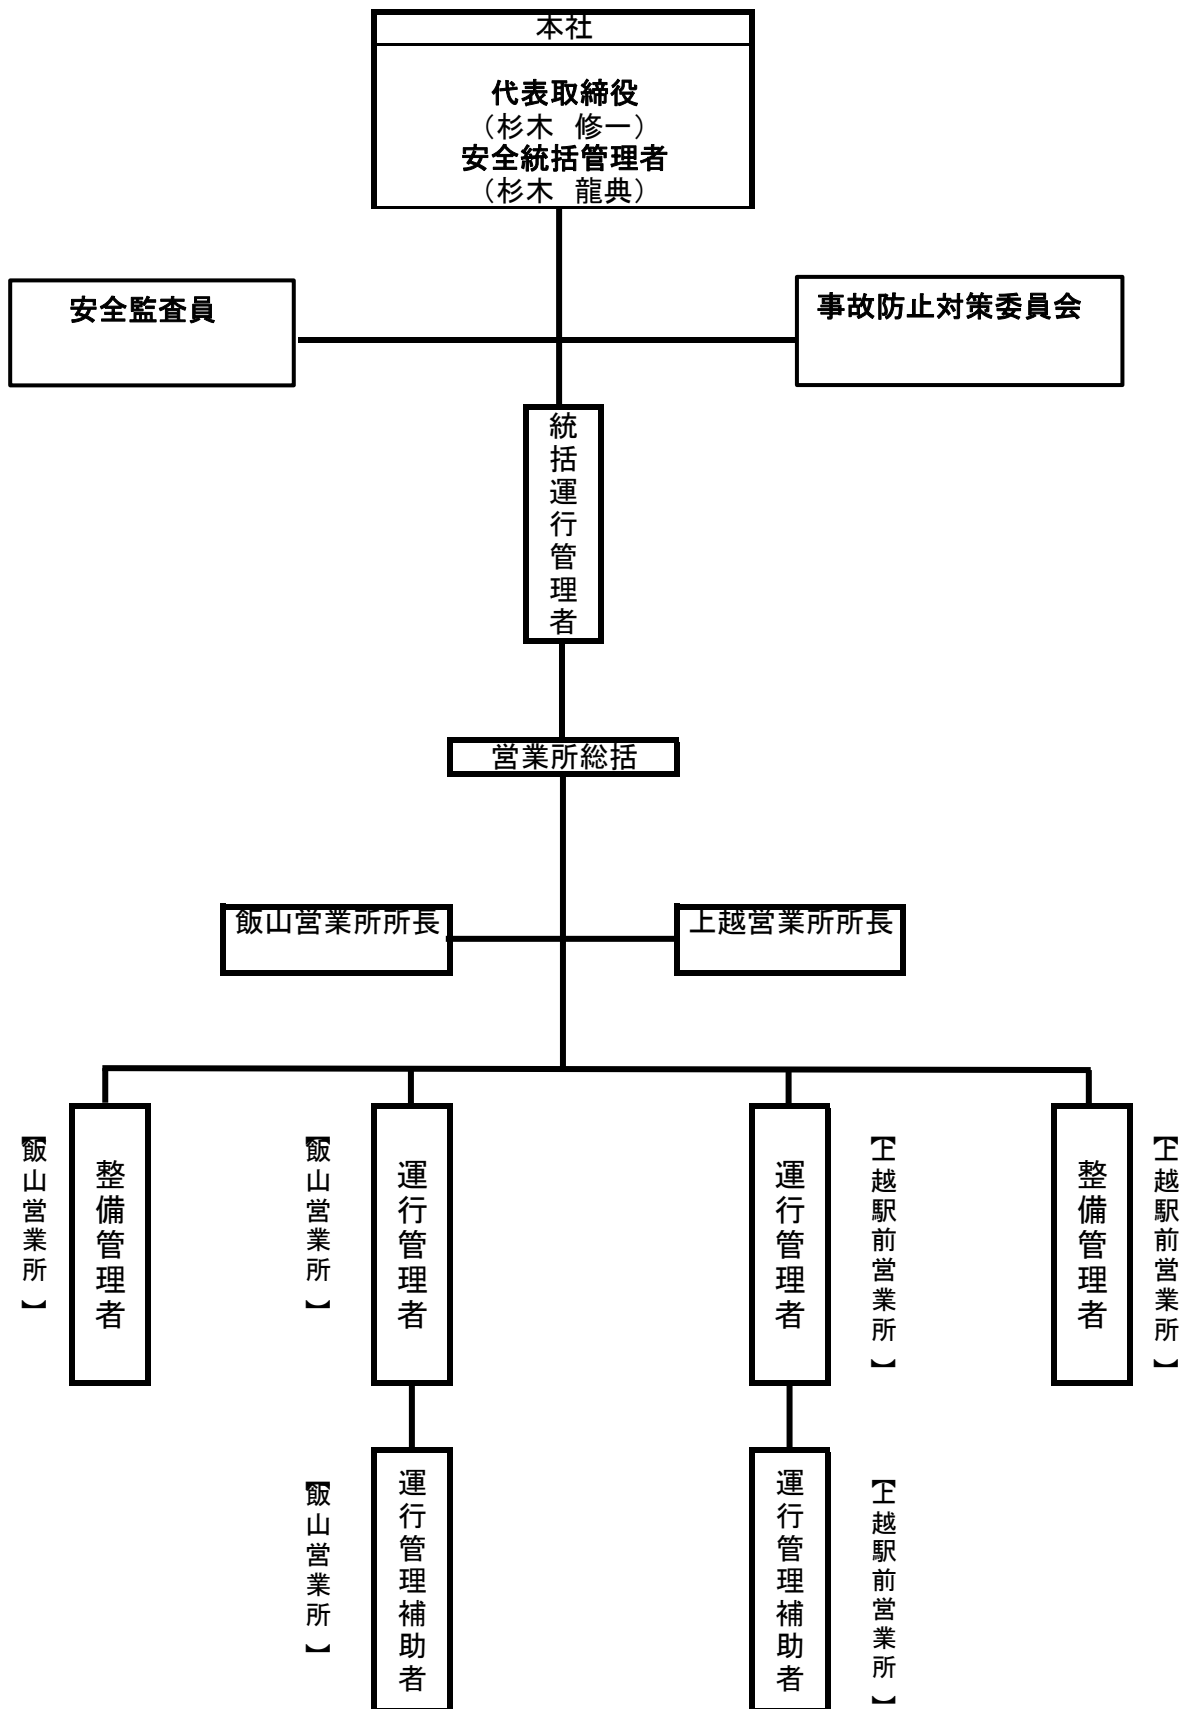 本社
代表取締役
（杉木　修一）
安全統括管理者
（杉木　龍典）
安全監査員
事故防止対策委員会
統括運行管理者
営業所総括
飯山営業所所長
上越営業所所長
【飯山営業所】
整備管理者
【飯山営業所】
運行管理者
運行管理者
【上越駅前営業所】
整備管理者
【上越駅前営業所】
【飯山営業所】
運行管理補助者
運行管理補助者
【上越駅前営業所】